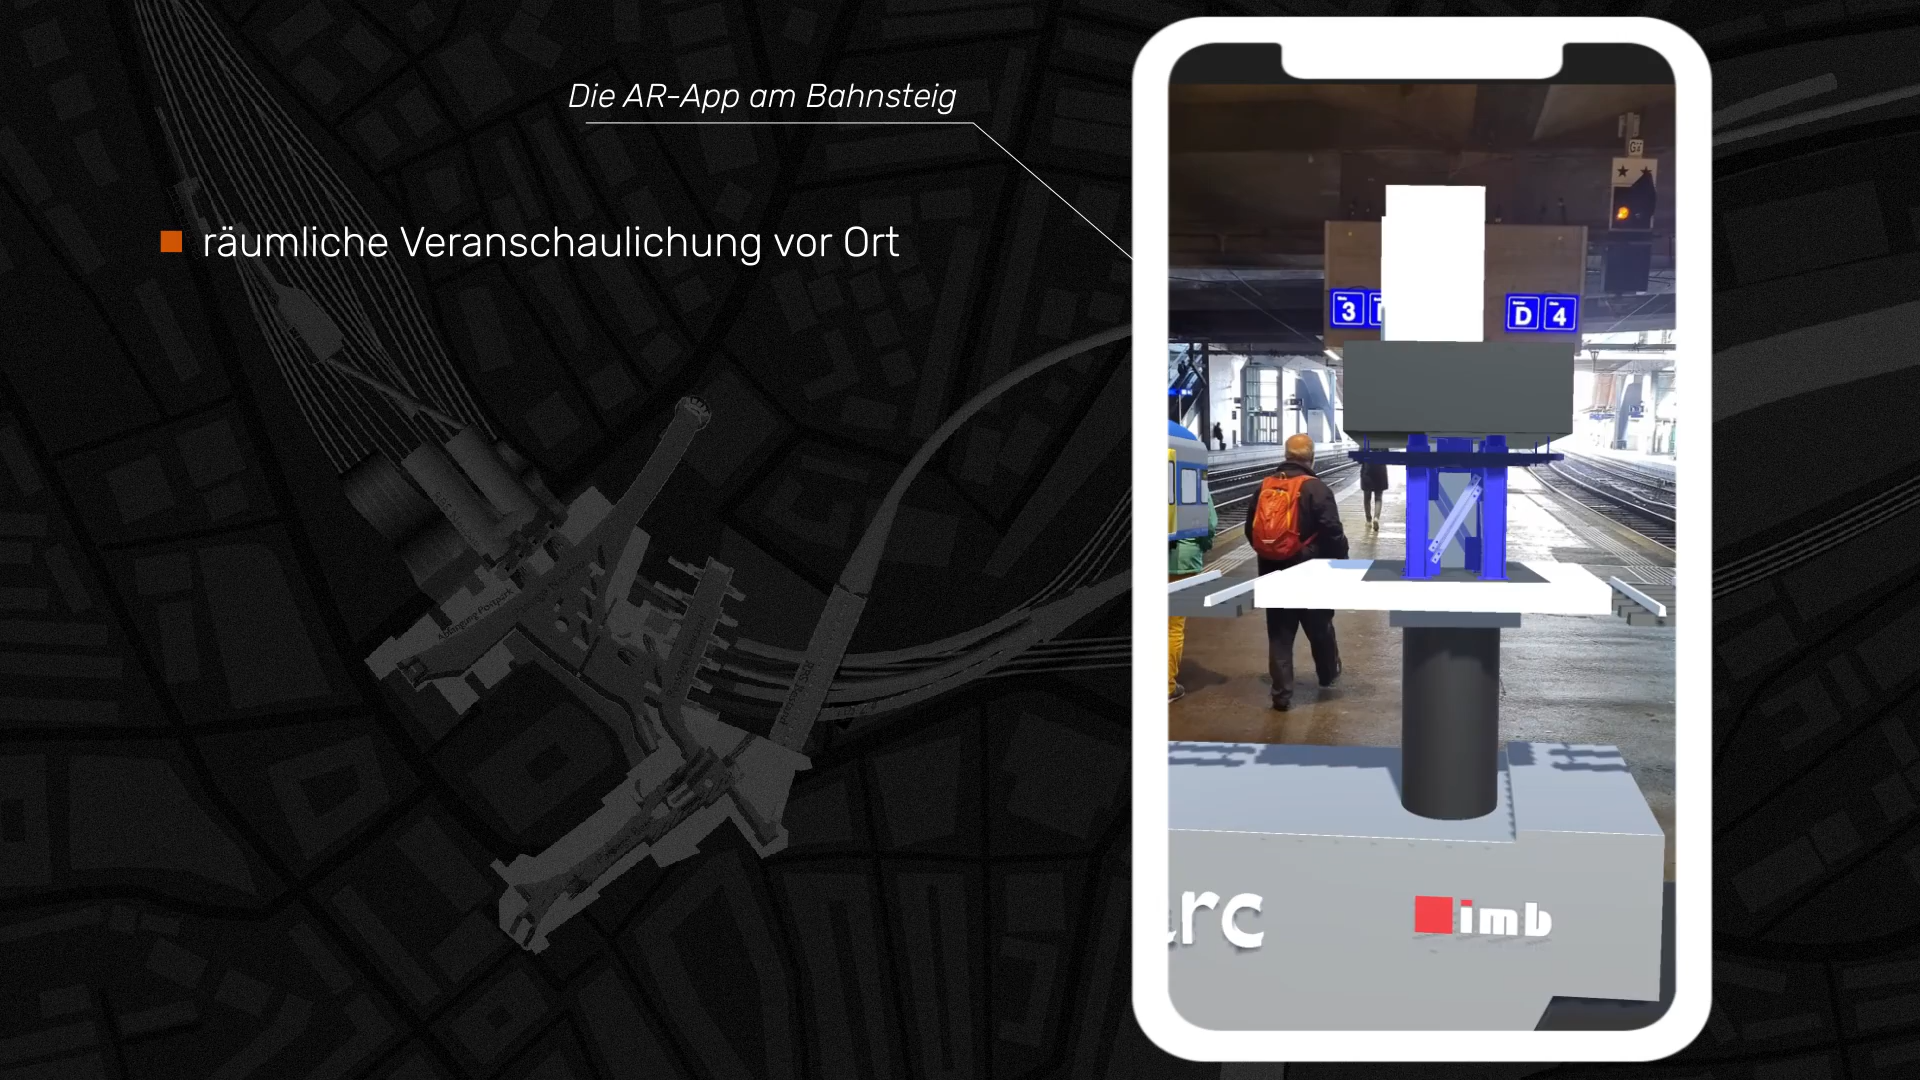 Die AR-App am Bahnsteig
räumliche Veranschaulichung vor Ort
3
D 4
rc
imb